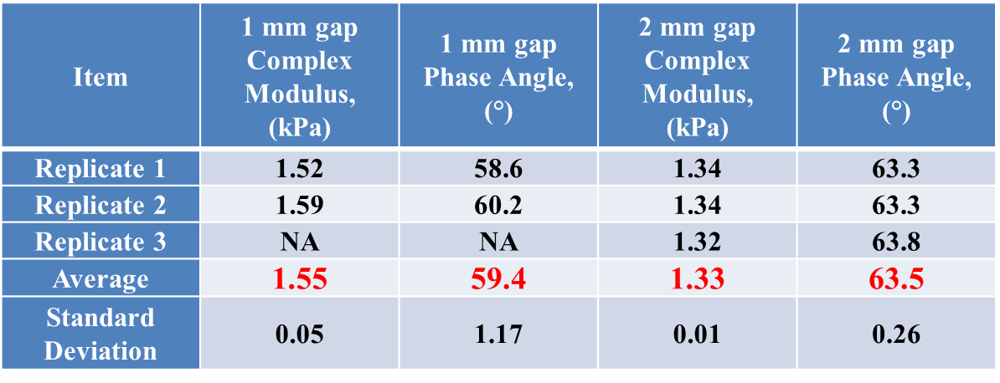 Item
1 mm gap
Complex
Modulus,
(kPa)
1 mm gap
Phase Angle,
(°)
2 mm gap
Complex
Modulus,
(kPa)
2 mm gap
Phase Angle,
(°)
Replicate 1 1.52 58.6 1.34 63.3
Replicate 2 1.59 60.2 1.34 63.3
Replicate 3 NA NA 1.32 63.8
Average 1.55 59.4 1.33 63.5
Standard
Deviation
0.05 1.17 0.01 0.26